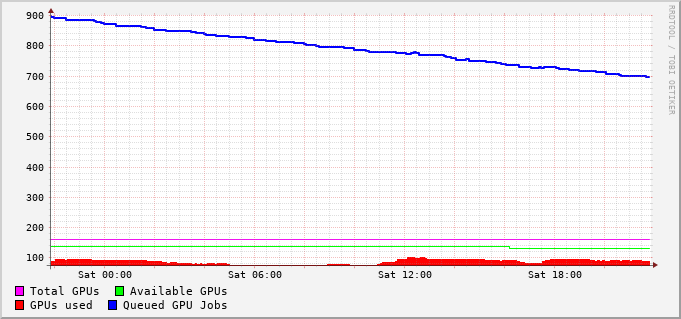 900
800
700
600
500
400
300
200
100
Sat 00:00 Sat 06:00 Sat 12:00 Sat 18:00
Total GPUs Available GPUs
GPUs used Queued GPU Jobs
RRDTOOL / TOBI OETIKER